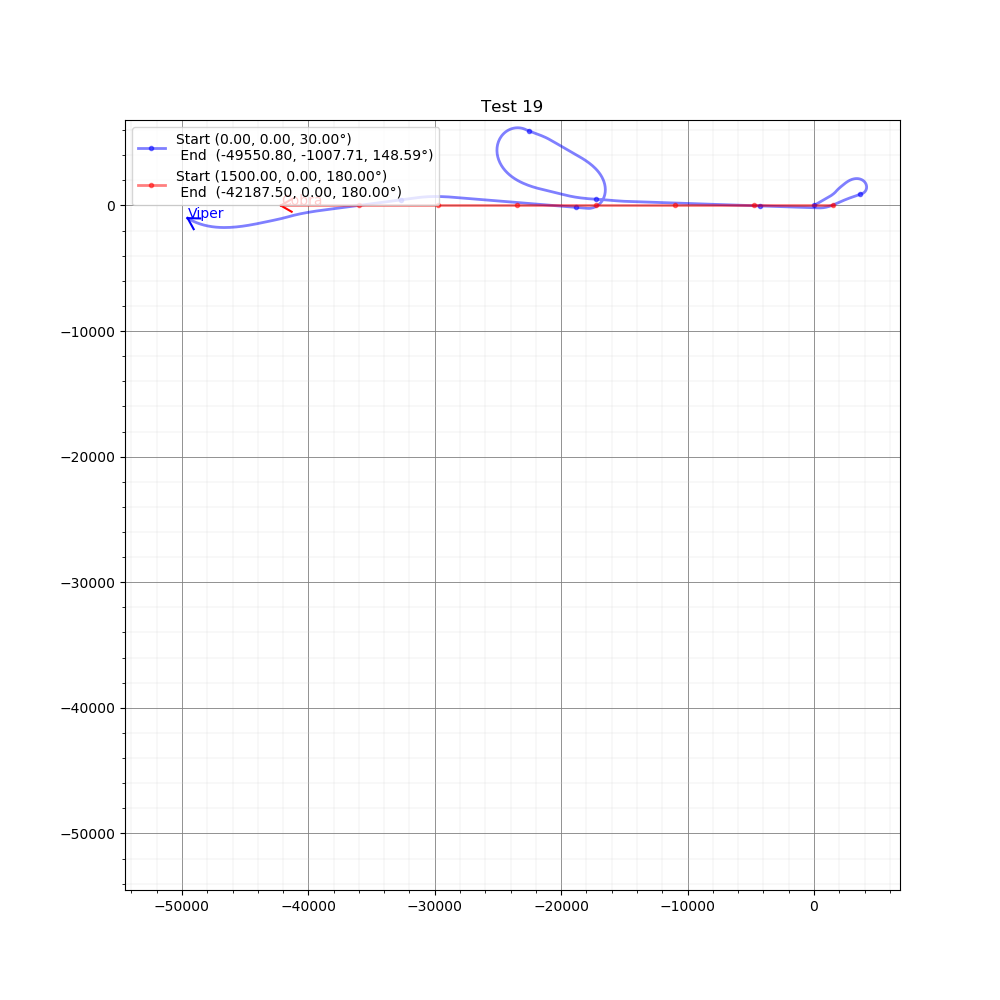 Test 19
Start (0.00, 0.00, 30.00°)
End  (-49550.80, -1007.71, 148.59°)
Start (1500.00, 0.00, 180.00°)
End  (-42187.50, 0.00, 180.00°)
Viper
0
−10000
−20000
−30000
−40000
−50000
−50000
−40000
−30000
−20000
−10000
0